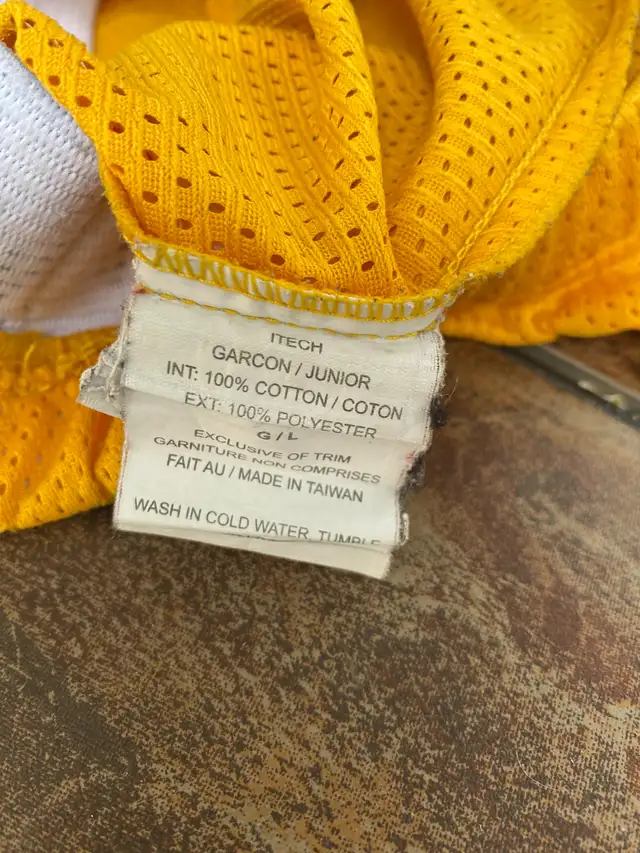 ITECH
GARCON / JUNIOR
INT: 100% COTTON / COTON
EXT: 100% POLYESTER
G / L
EXCLUSIVE OF TRIM
GARNITURE NON COMPRISES
FAIT AU / MADE IN TAIWAN
WASH IN COLD WATER, TUMBLE